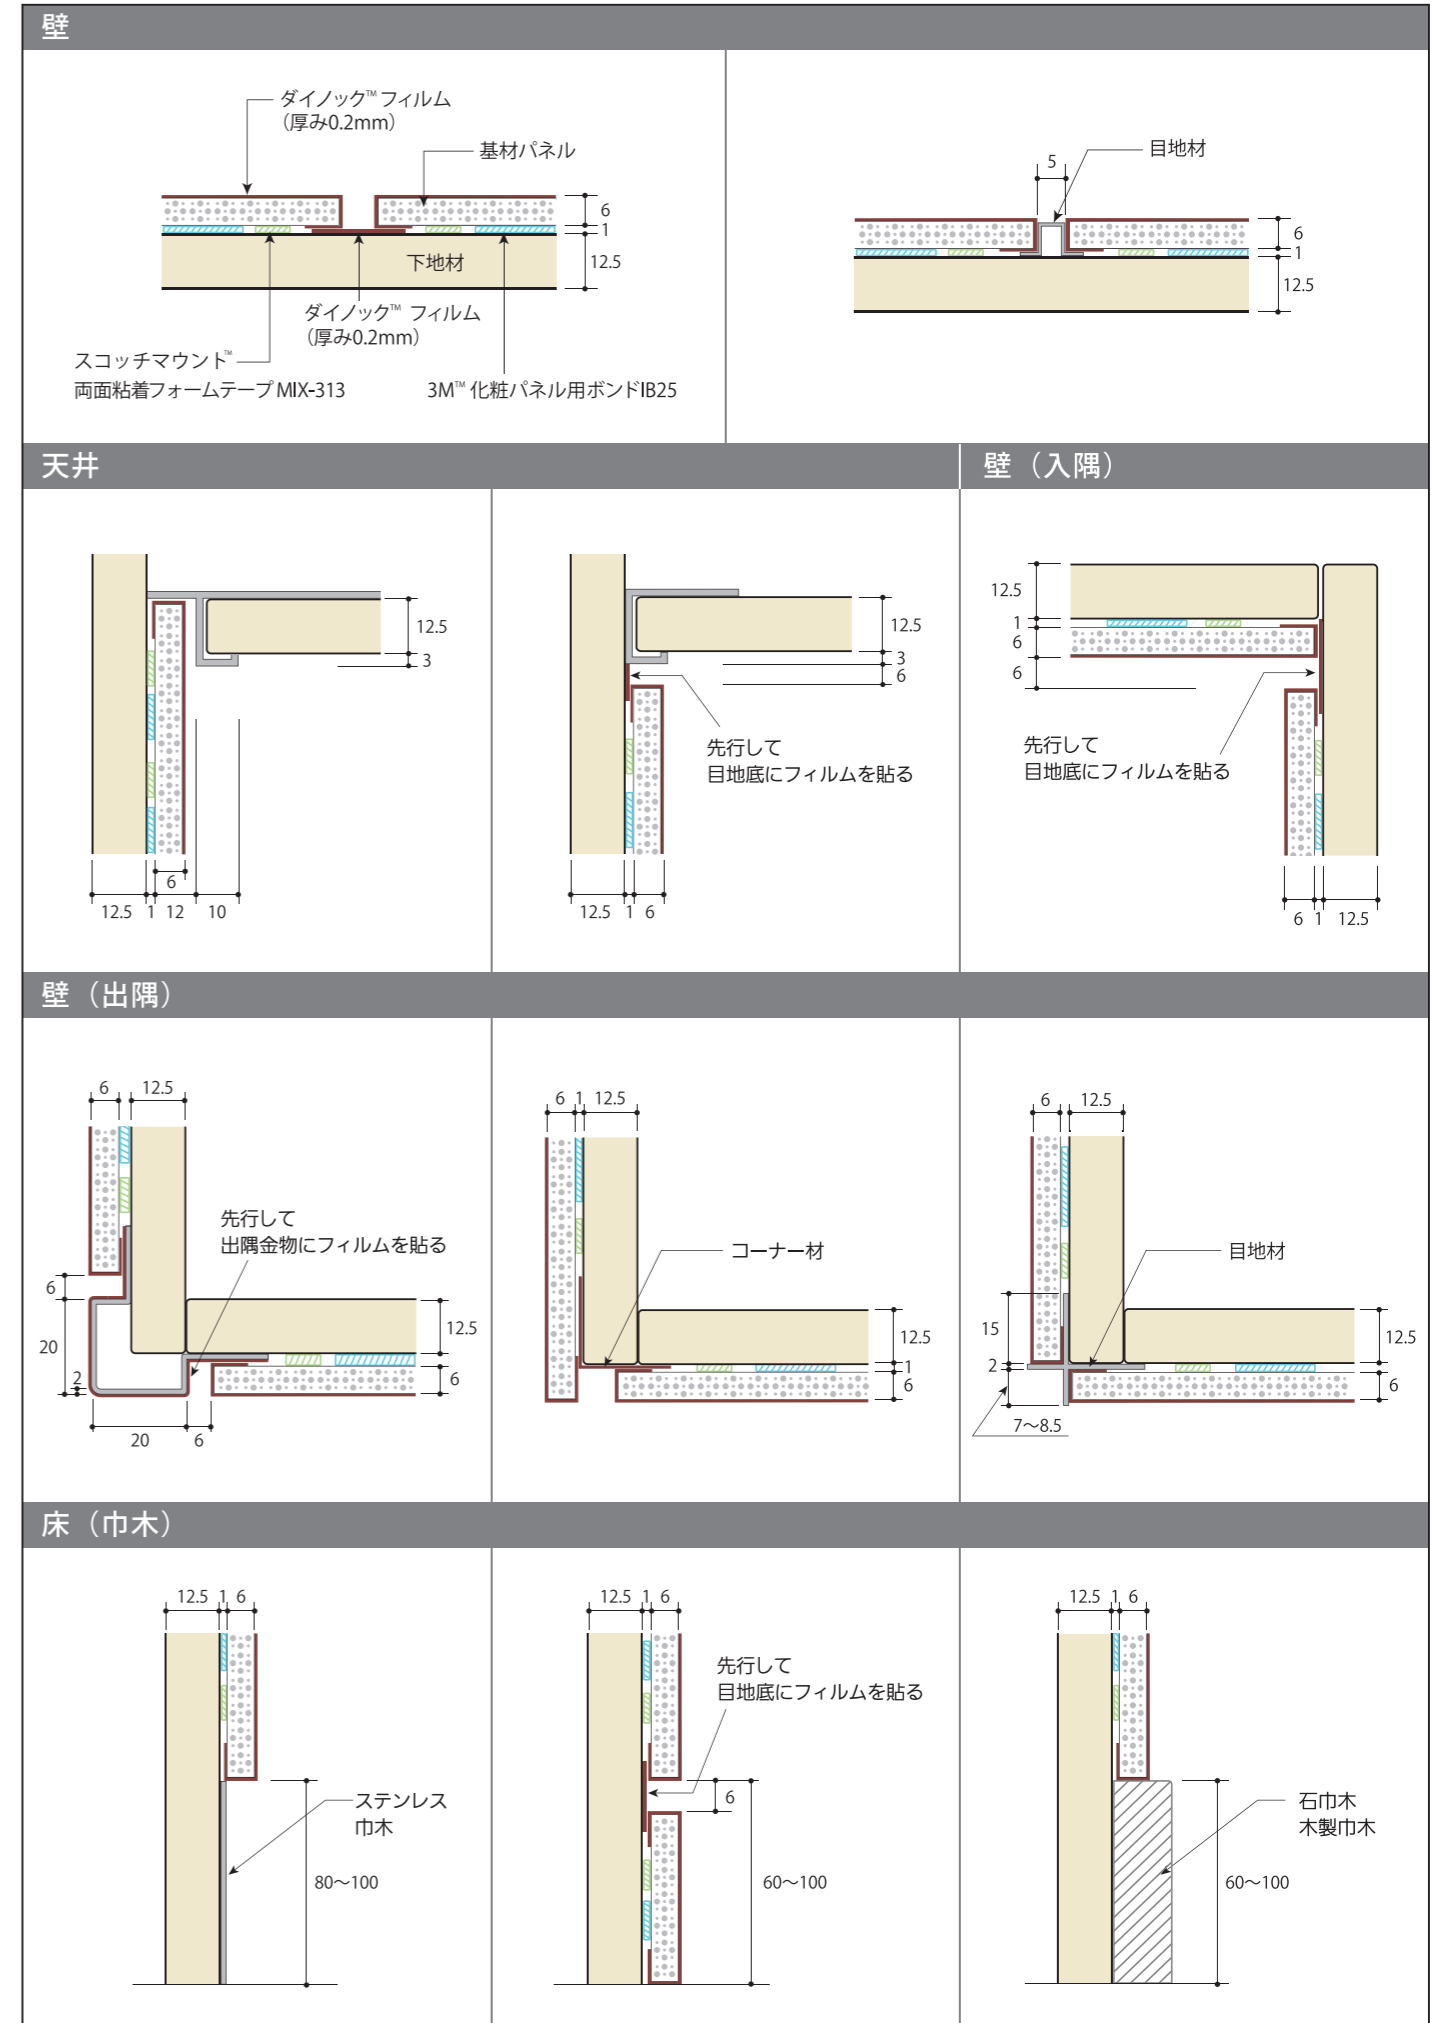 壁
ダイノック™ フィルム
(厚み0.2mm)
基材パネル
6
1
12.5
下地材
ダイノック™ フィルム
(厚み0.2mm)
スコッチマウント™
両面粘着フォームテープ MIX-313
3M™ 化粧パネル用ボンドIB25
5
目地材
6
1
12.5
天井
12.5
3
6
12.5 1 12 10
12.5
3
6
先行して
目地底にフィルムを貼る
12.5 1 6
壁（入隅）
12.5
1
6
6
先行して
目地底にフィルムを貼る
6 1 12.5
壁（出隅）
6 12.5
先行して
出隅金物にフィルムを貼る
6
20
2
12.5
6
20 6
6 1 12.5
コーナー材
12.5
1
6
6 12.5
目地材
15
2
12.5
6
7～8.5
床（巾木）
12.5 1 6
ステンレス
巾木
80～100
12.5 1 6
先行して
目地底にフィルムを貼る
6
60～100
12.5 1 6
石巾木
木製巾木
60～100